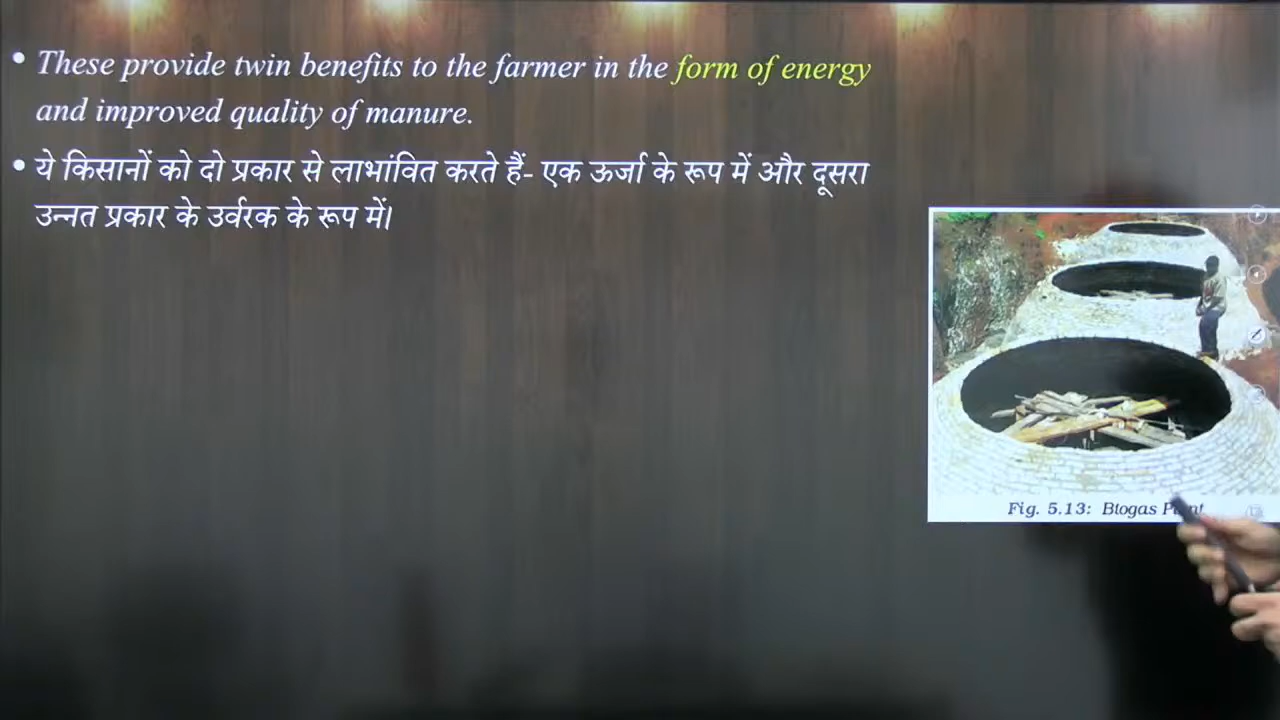 • These provide twin benefits to the farmer in the form of energy
and improved quality of manure.
• ये किसानों को दो प्रकार से लाभांवित करते हैं- एक ऊर्जा के रूप में और दूसरा
उन्नत प्रकार के उर्वरक के रूप में।
Fig. 5.13: Biogas Plant